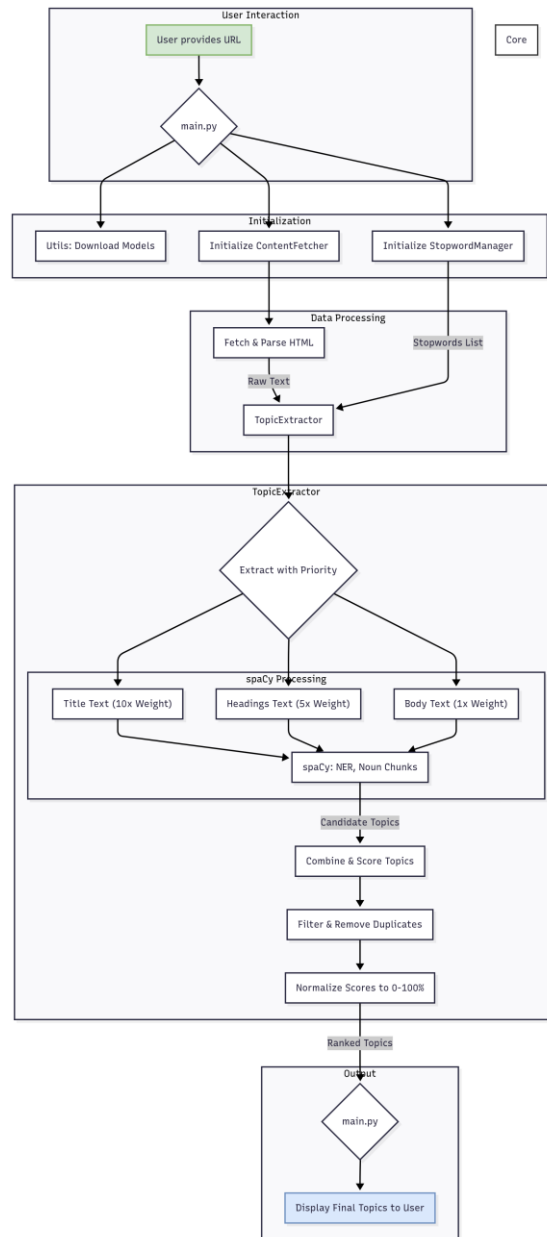 User Interaction
User provides URL
Core
main.py
Initialization
Utils: Download Models
Initialize ContentFetcher
Initialize StopwordManager
Data Processing
Fetch & Parse HTML
Stopwords List
Raw Text
TopicExtractor
TopicExtractor
Extract with Priority
spaCy Processing
Title Text (10x Weight)
Headings Text (5x Weight)
Body Text (1x Weight)
spaCy: NER, Noun Chunks
Candidate Topics
Combine & Score Topics
Filter & Remove Duplicates
Normalize Scores to 0-100%
Ranked Topics
Output
main.py
Display Final Topics to User